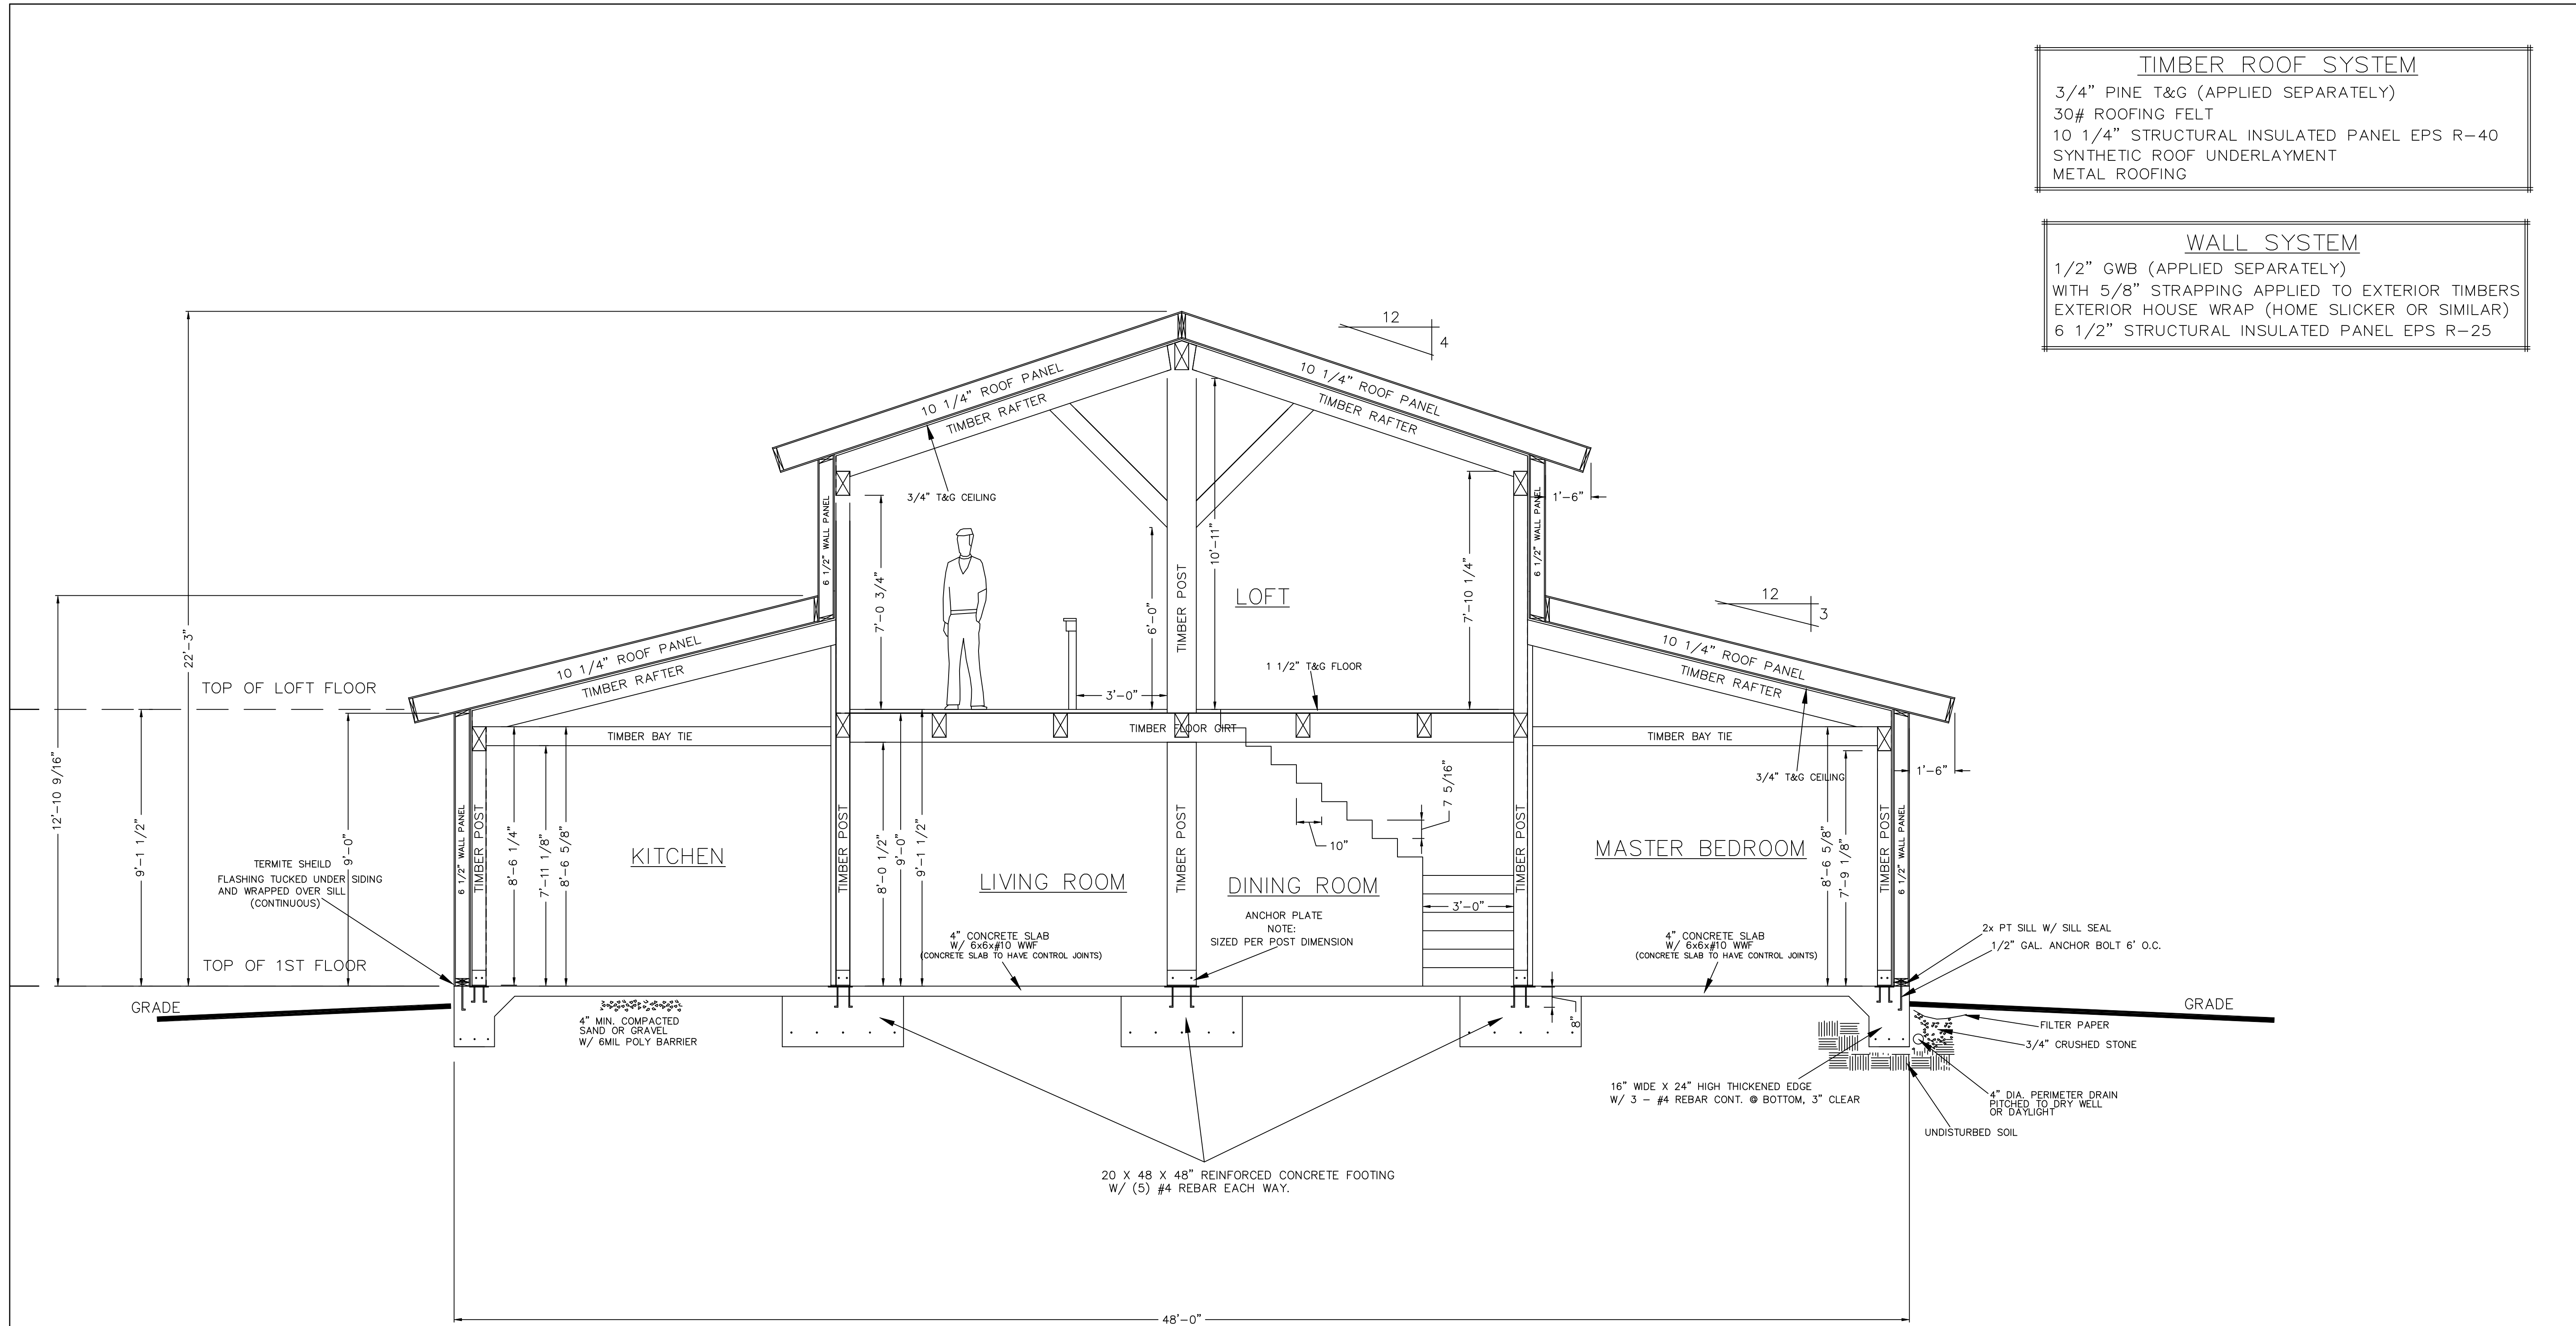 TIMBER ROOF SYSTEM
3/4" PINE T&G (APPLIED SEPARATELY)
30# ROOFING FELT
10 1/4" STRUCTURAL INSULATED PANEL EPS R-40
SYNTHETIC ROOF UNDERLAYMENT
METAL ROOFING
WALL SYSTEM
1/2" GWB (APPLIED SEPARATELY)
WITH 5/8" STRAPPING APPLIED TO EXTERIOR TIMBERS
EXTERIOR HOUSE WRAP (HOME SLICKER OR SIMILAR)
6 1/2" STRUCTURAL INSULATED PANEL EPS R-25
12
4
10 1/4" ROOF PANEL
TIMBER RAFTER
10 1/4" ROOF PANEL
TIMBER RAFTER
3/4" T&G CEILING
1'-6"
6 1/2" WALL PANEL
6 1/2" WALL PANEL
7'-0 3/4"
6'-0"
TIMBER POST
10'-11"
LOFT
7'-10 1/4"
12
3
22'-3"
12'-10 9/16"
10 1/4" ROOF PANEL
TIMBER RAFTER
10 1/4" ROOF PANEL
TIMBER RAFTER
1 1/2" T&G FLOOR
3'-0"
TOP OF LOFT FLOOR
TIMBER BAY TIE
TIMBER FLOOR GIRT
TIMBER BAY TIE
3/4" T&G CEILING
1'-6"
9'-1 1/2"
9'-0"
6 1/2" WALL PANEL
TIMBER POST
8'-6 1/4"
7'-11 1/8"
8'-6 5/8"
KITCHEN
TIMBER POST
8'-0 1/2"
9'-0"
9'-1 1/2"
LIVING ROOM
TIMBER POST
DINING ROOM
10"
7 5/16"
3'-0"
TIMBER POST
MASTER BEDROOM
8'-6 5/8"
7'-9 1/8"
TIMBER POST
6 1/2" WALL PANEL
TERMITE SHEILD
FLASHING TUCKED UNDER SIDING
AND WRAPPED OVER SILL
(CONTINUOUS)
ANCHOR PLATE
NOTE:
SIZED PER POST DIMENSION
4" CONCRETE SLAB
W/ 6x6x#10 WWF
(CONCRETE SLAB TO HAVE CONTROL JOINTS)
4" CONCRETE SLAB
W/ 6x6x#10 WWF
(CONCRETE SLAB TO HAVE CONTROL JOINTS)
2x PT SILL W/ SILL SEAL
1/2" GAL. ANCHOR BOLT 6' O.C.
TOP OF 1ST FLOOR
GRADE
GRADE
4" MIN. COMPACTED
SAND OR GRAVEL
W/ 6MIL POLY BARRIER
8"
FILTER PAPER
3/4" CRUSHED STONE
16" WIDE X 24" HIGH THICKENED EDGE
W/ 3 - #4 REBAR CONT. @ BOTTOM, 3" CLEAR
4" DIA. PERIMETER DRAIN
PITCHED TO DRY WELL
OR DAYLIGHT
UNDISTURBED SOIL
20 X 48 X 48" REINFORCED CONCRETE FOOTING
W/ (5) #4 REBAR EACH WAY.
48'-0"